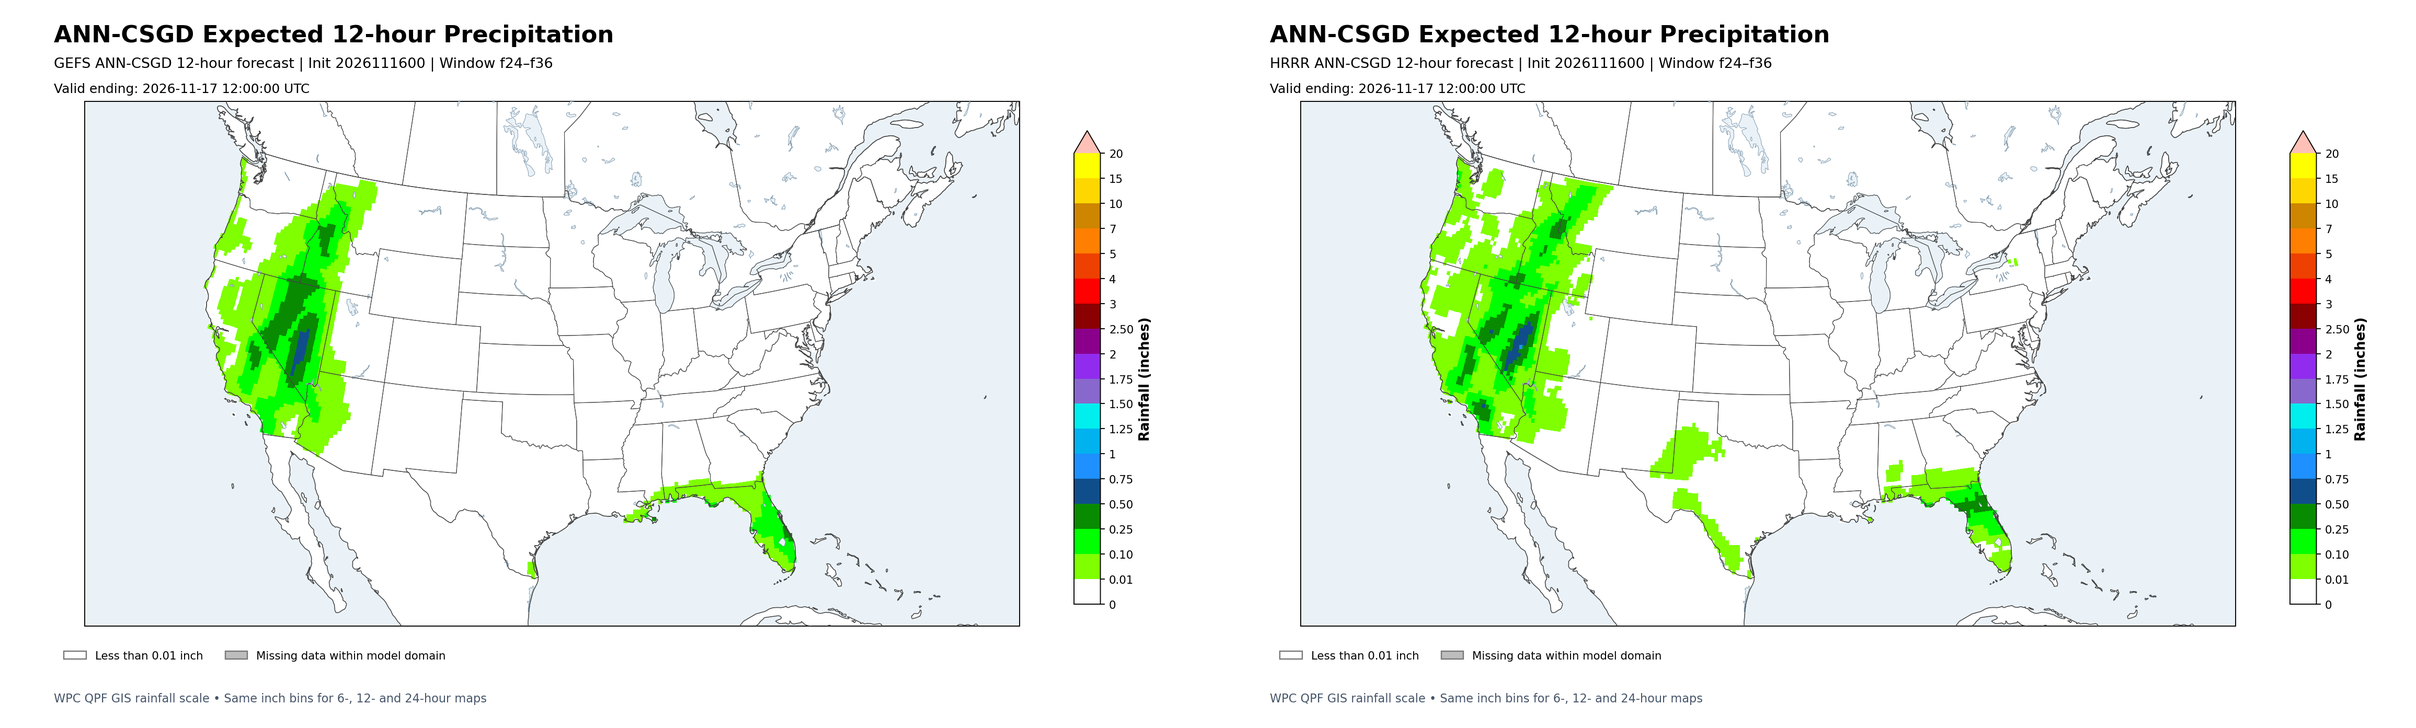 ANN-CSGD Expected 12-hour Precipitation
GEFS ANN-CSGD 12-hour forecast | Init 2026111600 | Window f24–f36
Valid ending: 2026-11-17 12:00:00 UTC
20
15
10
7
5
4
3
2.50
2
1.75
1.50
1.25
1
0.75
0.50
0.25
0.10
0.01
0
Rainfall (inches)
Less than 0.01 inch
Missing data within model domain
WPC QPF GIS rainfall scale • Same inch bins for 6-, 12- and 24-hour maps
ANN-CSGD Expected 12-hour Precipitation
HRRR ANN-CSGD 12-hour forecast | Init 2026111600 | Window f24–f36
Valid ending: 2026-11-17 12:00:00 UTC
20
15
10
7
5
4
3
2.50
2
1.75
1.50
1.25
1
0.75
0.50
0.25
0.10
0.01
0
Rainfall (inches)
Less than 0.01 inch
Missing data within model domain
WPC QPF GIS rainfall scale • Same inch bins for 6-, 12- and 24-hour maps